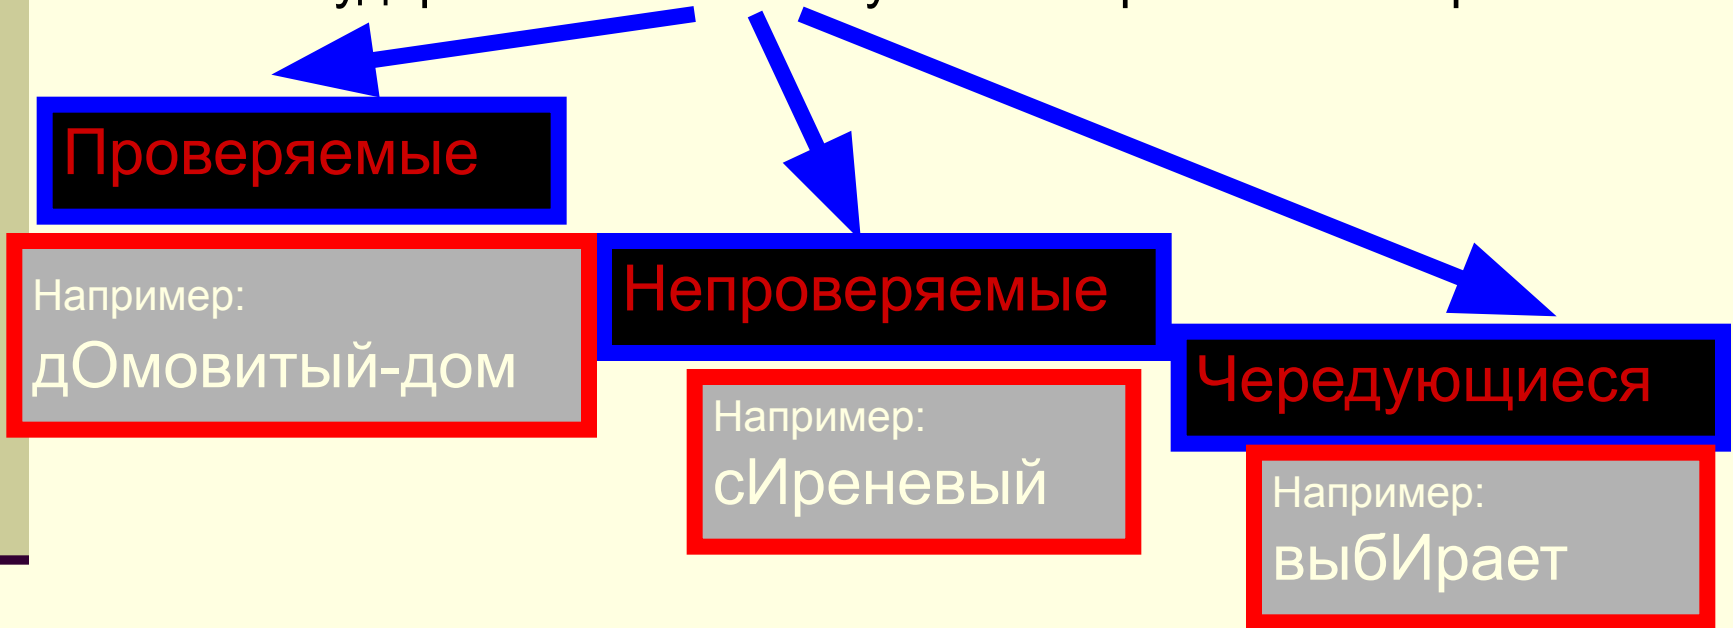 Проверяемые
Например:
дОмовитый-дом
Непроверяемые
Например:
сИреневый
Чередующиеся
Например:
выбИрает